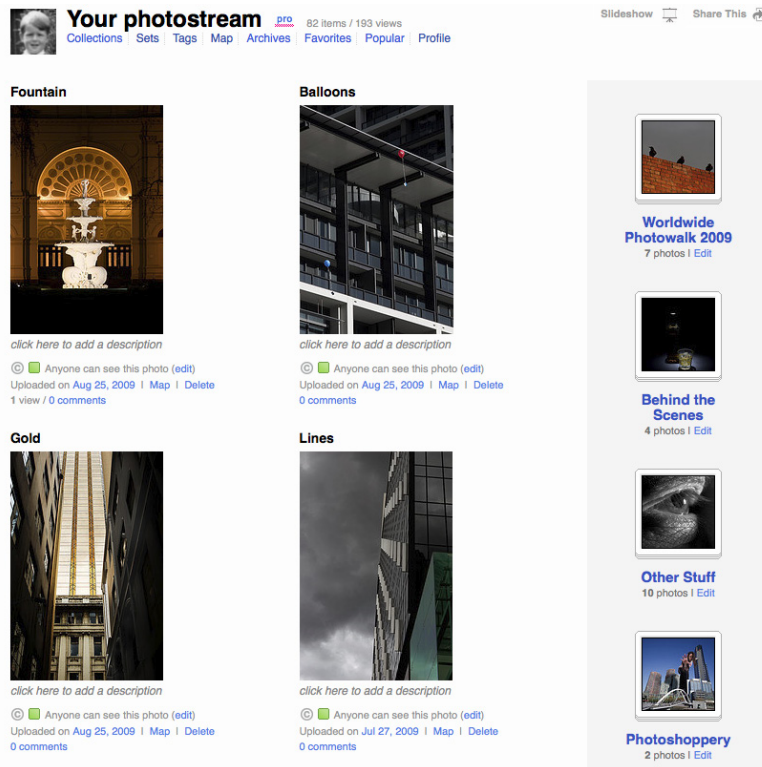 Your photostream pro 82 items / 193 views
Slideshow Share This
Collections Sets Tags Map Archives Favorites Popular Profile
Fountain
click here to add a description
© Anyone can see this photo (edit)
Uploaded on Aug 25, 2009 | Map | Delete
1 view / 0 comments
Balloons
click here to add a description
© Anyone can see this photo (edit)
Uploaded on Aug 25, 2009 | Map | Delete
0 comments
Gold
click here to add a description
© Anyone can see this photo (edit)
Uploaded on Aug 25, 2009 | Map | Delete
0 comments
Lines
click here to add a description
© Anyone can see this photo (edit)
Uploaded on Jul 27, 2009 | Map | Delete
0 comments
Worldwide
Photowalk 2009
7 photos | Edit
Behind the
Scenes
4 photos | Edit
Other Stuff
10 photos | Edit
Photoshoppery
2 photos | Edit